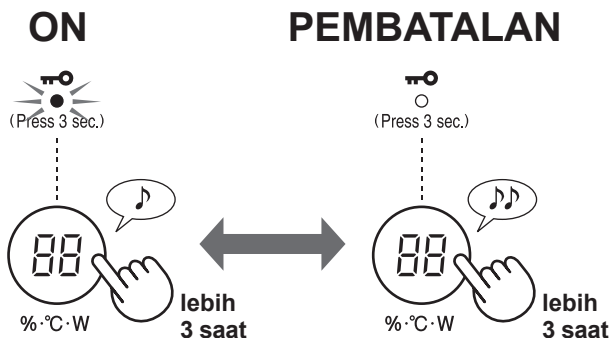 ON
PEMBATALAN
(Press 3 sec.)
(Press 3 sec.)
88
88
lebih
3 saat
lebih
3 saat
%·℃·W
%·℃·W